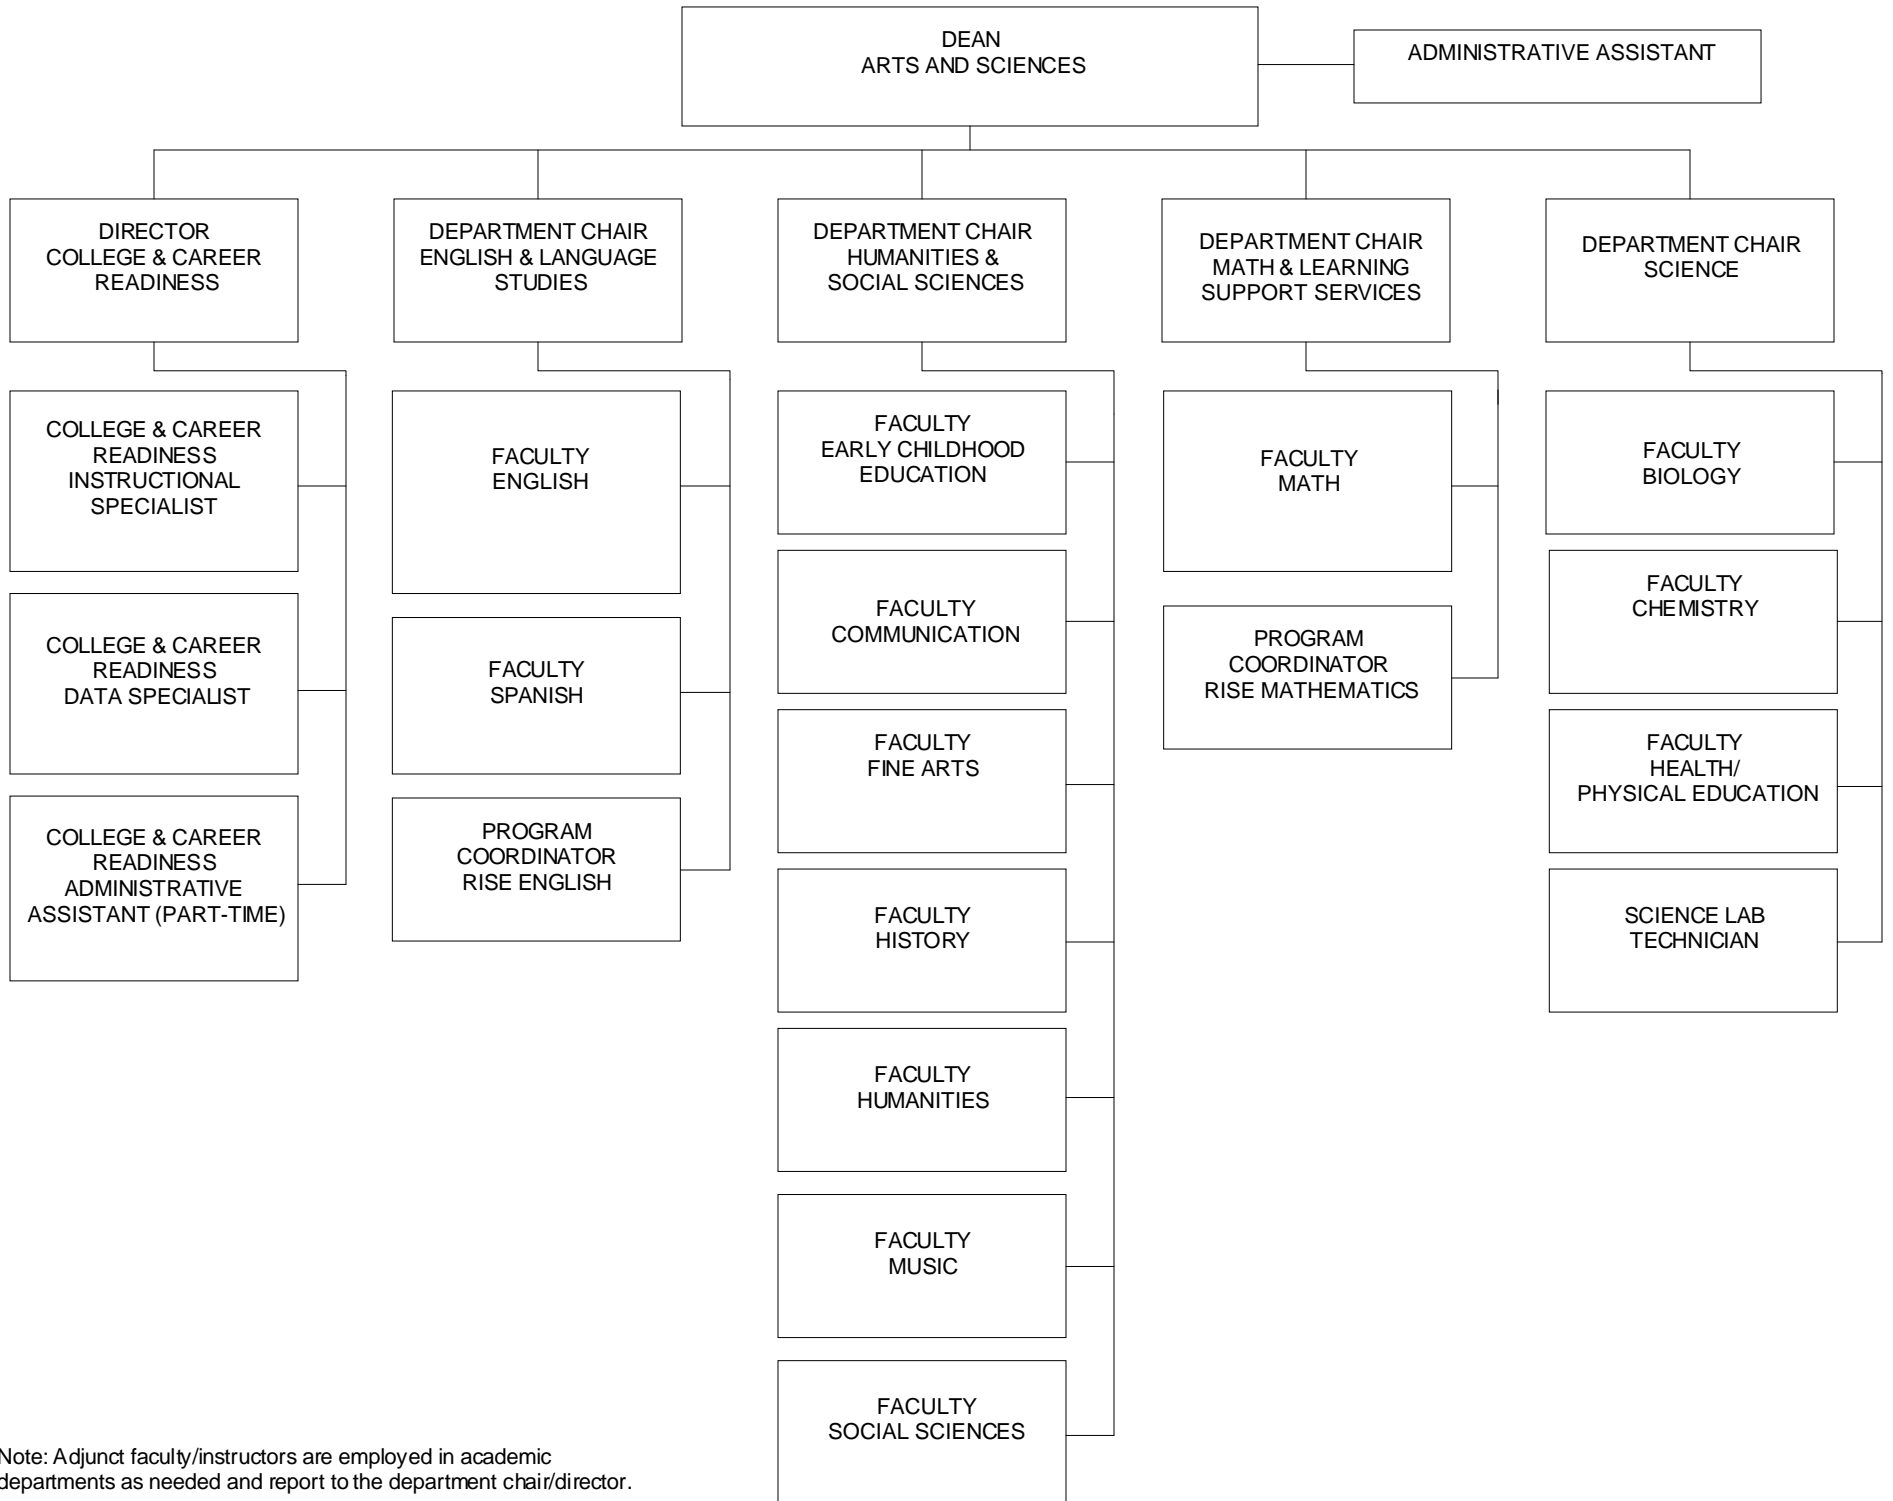 DEAN
ARTS AND SCIENCES
ADMINISTRATIVE ASSISTANT
DIRECTOR
COLLEGE & CAREER
READINESS
DEPARTMENT CHAIR
ENGLISH & LANGUAGE
STUDIES
DEPARTMENT CHAIR
HUMANITIES &
SOCIAL SCIENCES
DEPARTMENT CHAIR
MATH & LEARNING
SUPPORT SERVICES
DEPARTMENT CHAIR
SCIENCE
COLLEGE & CAREER
READINESS
INSTRUCTIONAL
SPECIALIST
COLLEGE & CAREER
READINESS
DATA SPECIALIST
COLLEGE & CAREER
READINESS
ADMINISTRATIVE
ASSISTANT (PART-TIME)
FACULTY
ENGLISH
FACULTY
SPANISH
PROGRAM
COORDINATOR
RISE ENGLISH
FACULTY
EARLY CHILDHOOD
EDUCATION
FACULTY
COMMUNICATION
FACULTY
FINE ARTS
FACULTY
HISTORY
FACULTY
HUMANITIES
FACULTY
MUSIC
FACULTY
SOCIAL SCIENCES
FACULTY
MATH
PROGRAM
COORDINATOR
RISE MATHEMATICS
FACULTY
BIOLOGY
FACULTY
CHEMISTRY
FACULTY
HEALTH/
PHYSICAL EDUCATION
SCIENCE LAB
TECHNICIAN
Note: Adjunct faculty/instructors are employed in academic
departments as needed and report to the department chair/director.